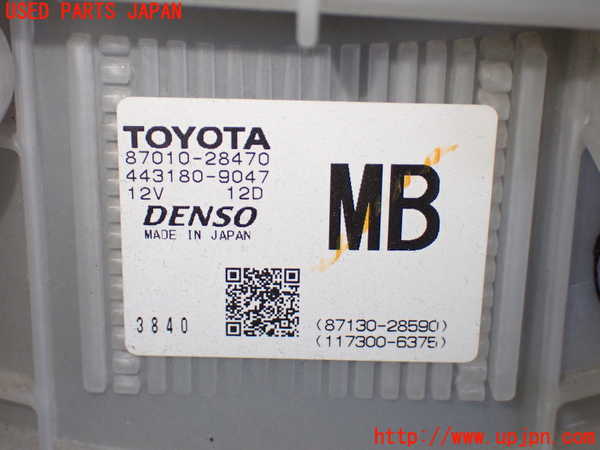 USED PARTS JAPAN
TOYOTA
87010-28470
443180-9047
12V 12D
DENSO
MADE IN JAPAN
MB
3840
(87130-28590)
(117300-6375)
http://www.upjpn.com/